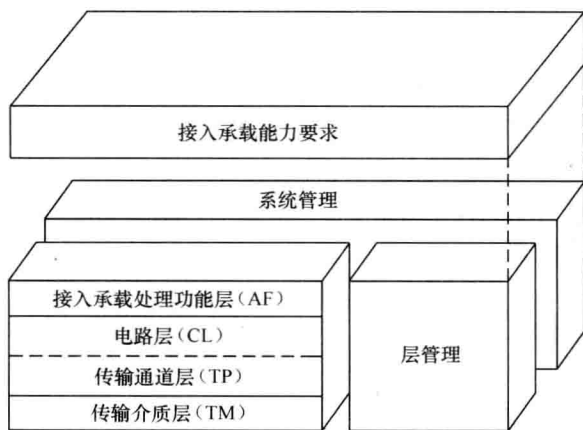 接入承载能力要求
系统管理
接入承载处理功能层(AF)
电路层(CL)
传输通道层(TP)
传输介质层(TM)
层管理